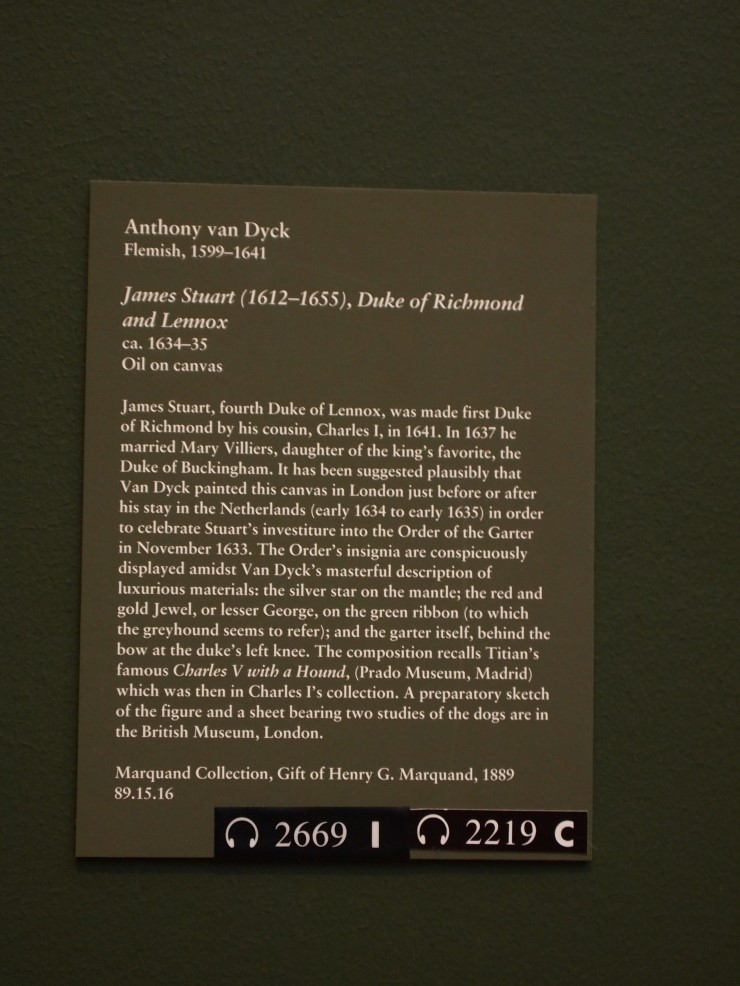 Anthony van Dyck
Flemish, 1599–1641
James Stuart (1612–1655), Duke of Richmond
and Lennox
ca. 1634–35
Oil on canvas
James Stuart, fourth Duke of Lennox, was made first Duke
of Richmond by his cousin, Charles I, in 1641. In 1637 he
married Mary Villiers, daughter of the king's favorite, the
Duke of Buckingham. It has been suggested plausibly that
Van Dyck painted this canvas in London just before or after
his stay in the Netherlands (early 1634 to early 1635) in order
to celebrate Stuart's investiture into the Order of the Garter
in November 1633. The Order's insignia are conspicuously
displayed amidst Van Dyck's masterful description of
luxurious materials: the silver star on the mantle; the red and
gold Jewel, or lesser George, on the green ribbon (to which
the greyhound seems to refer); and the garter itself, behind the
bow at the duke's left knee. The composition recalls Titian's
famous Charles V with a Hound, (Prado Museum, Madrid)
which was then in Charles I's collection. A preparatory sketch
of the figure and a sheet bearing two studies of the dogs are in
the British Museum, London.
Marquand Collection, Gift of Henry G. Marquand, 1889
89.15.16
2669 I 2219 C